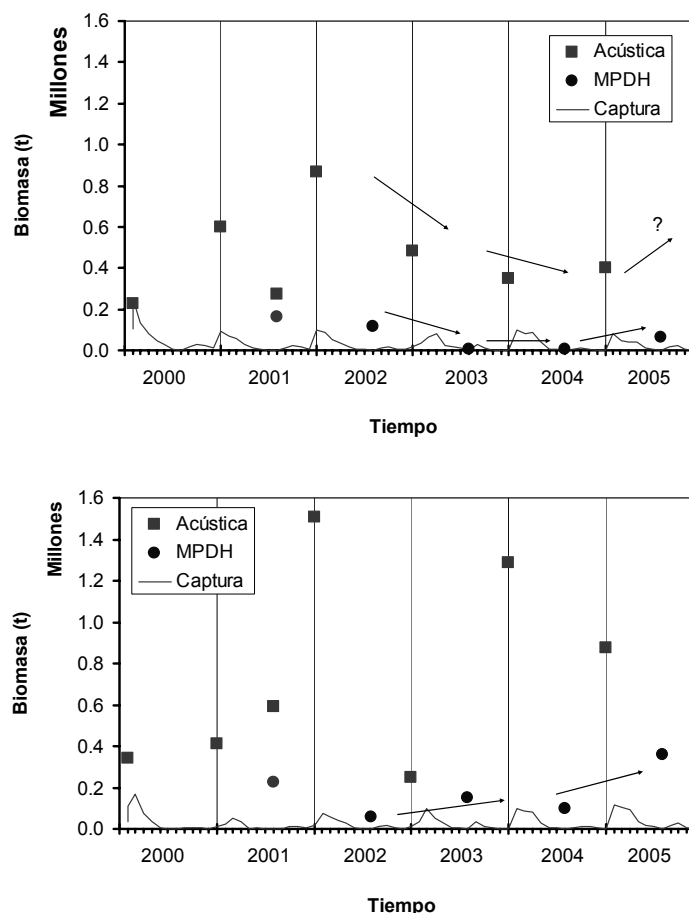 1.6
Acústica
MPDH
Captura
1.4
1.2
1.0
0.8
0.6
0.4
0.2
0.0
?
Millones
Biomasa (t)
2000 2001 2002 2003 2004 2005
Tiempo
1.6
Acústica
MPDH
Captura
1.4
1.2
1.0
0.8
0.6
0.4
0.2
0.0
Millones
Biomasa (t)
2000 2001 2002 2003 2004 2005
Tiempo